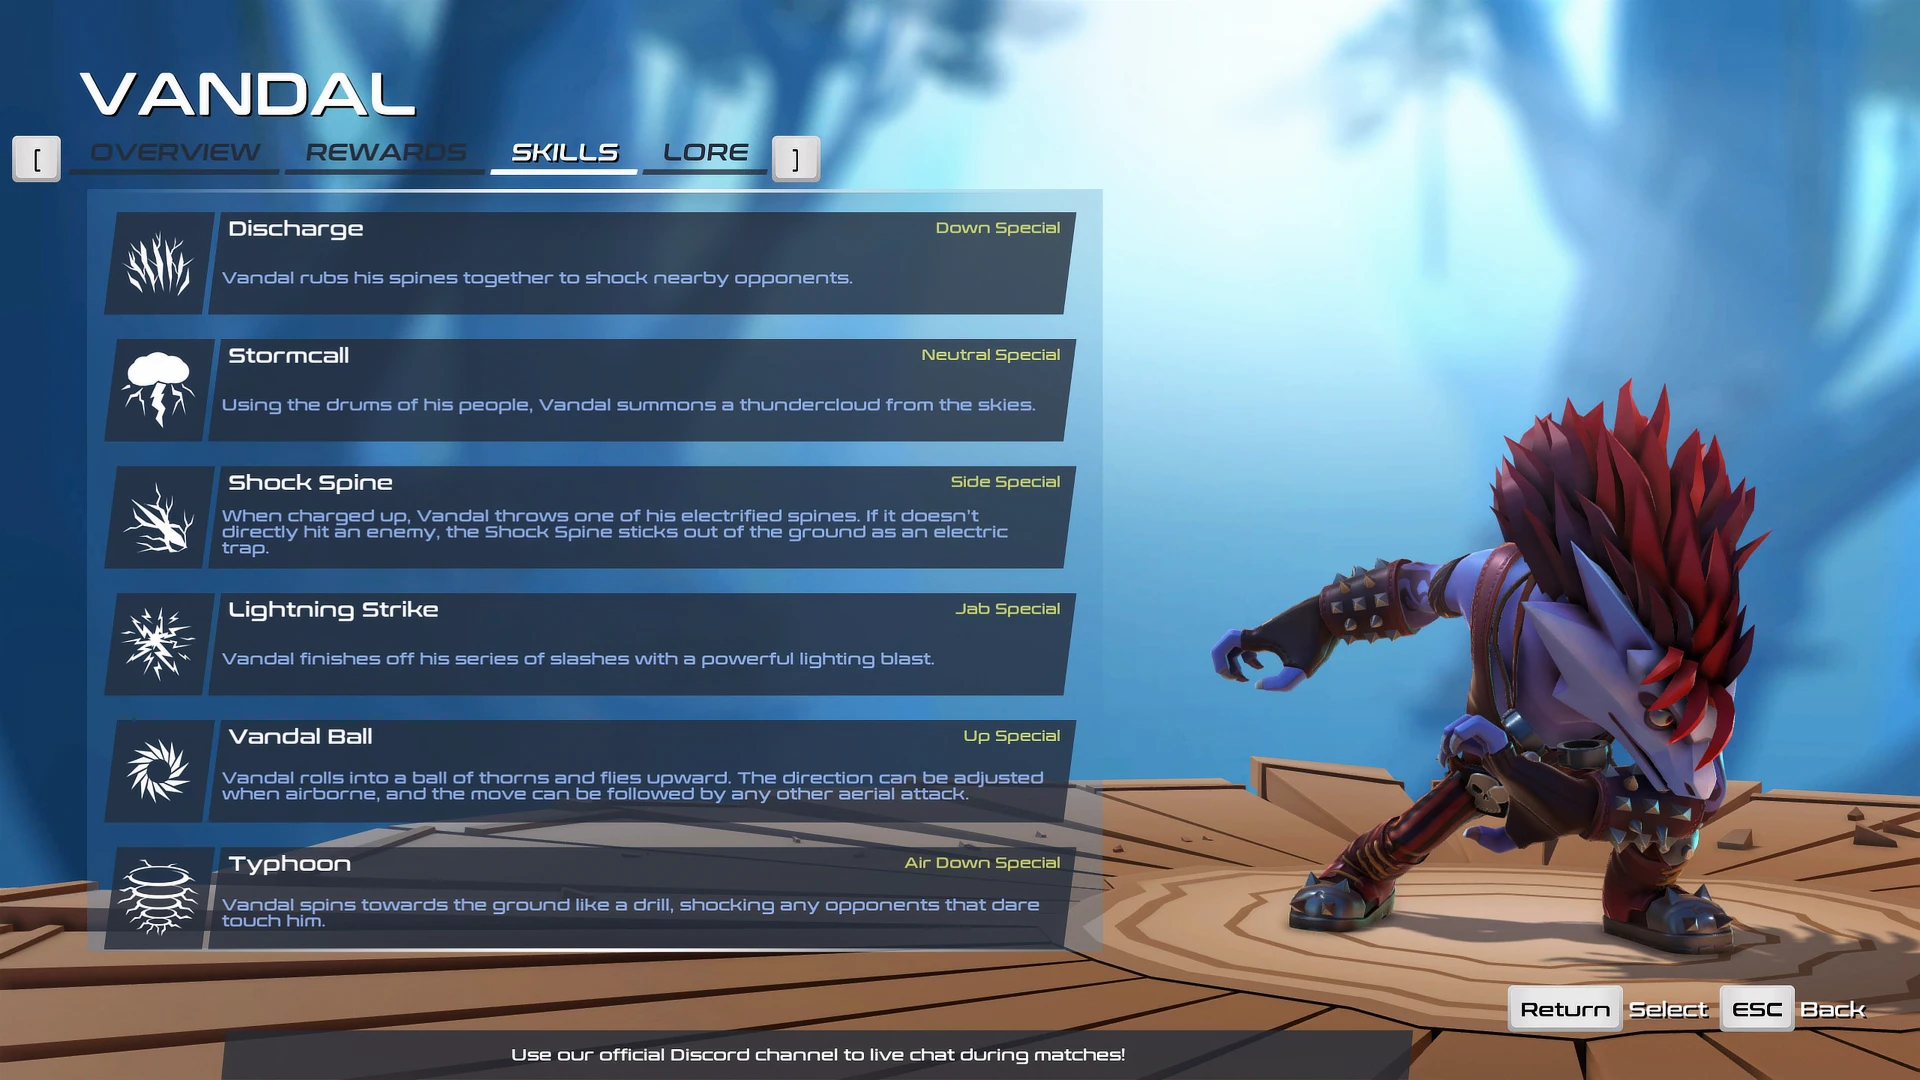 VANDAL
[ OVERVIEW REWARDS SKILLS LORE ]
Discharge Down Special
Vandal rubs his spines together to shock nearby opponents.
Stormcall Neutral Special
Using the drums of his people, Vandal summons a thundercloud from the skies.
Shock Spine Side Special
When charged up, Vandal throws one of his electrified spines. If it doesn't
directly hit an enemy, the Shock Spine sticks out of the ground as an electric
trap.
Lightning Strike Jab Special
Vandal finishes off his series of slashes with a powerful lighting blast.
Vandal Ball Up Special
Vandal rolls into a ball of thorns and flies upward. The direction can be adjusted
when airborne, and the move can be followed by any other aerial attack.
Typhoon Air Down Special
Vandal spins towards the ground like a drill, shocking any opponents that dare
touch him.
Return Select ESC Back
Use our official Discord channel to live chat during matches!